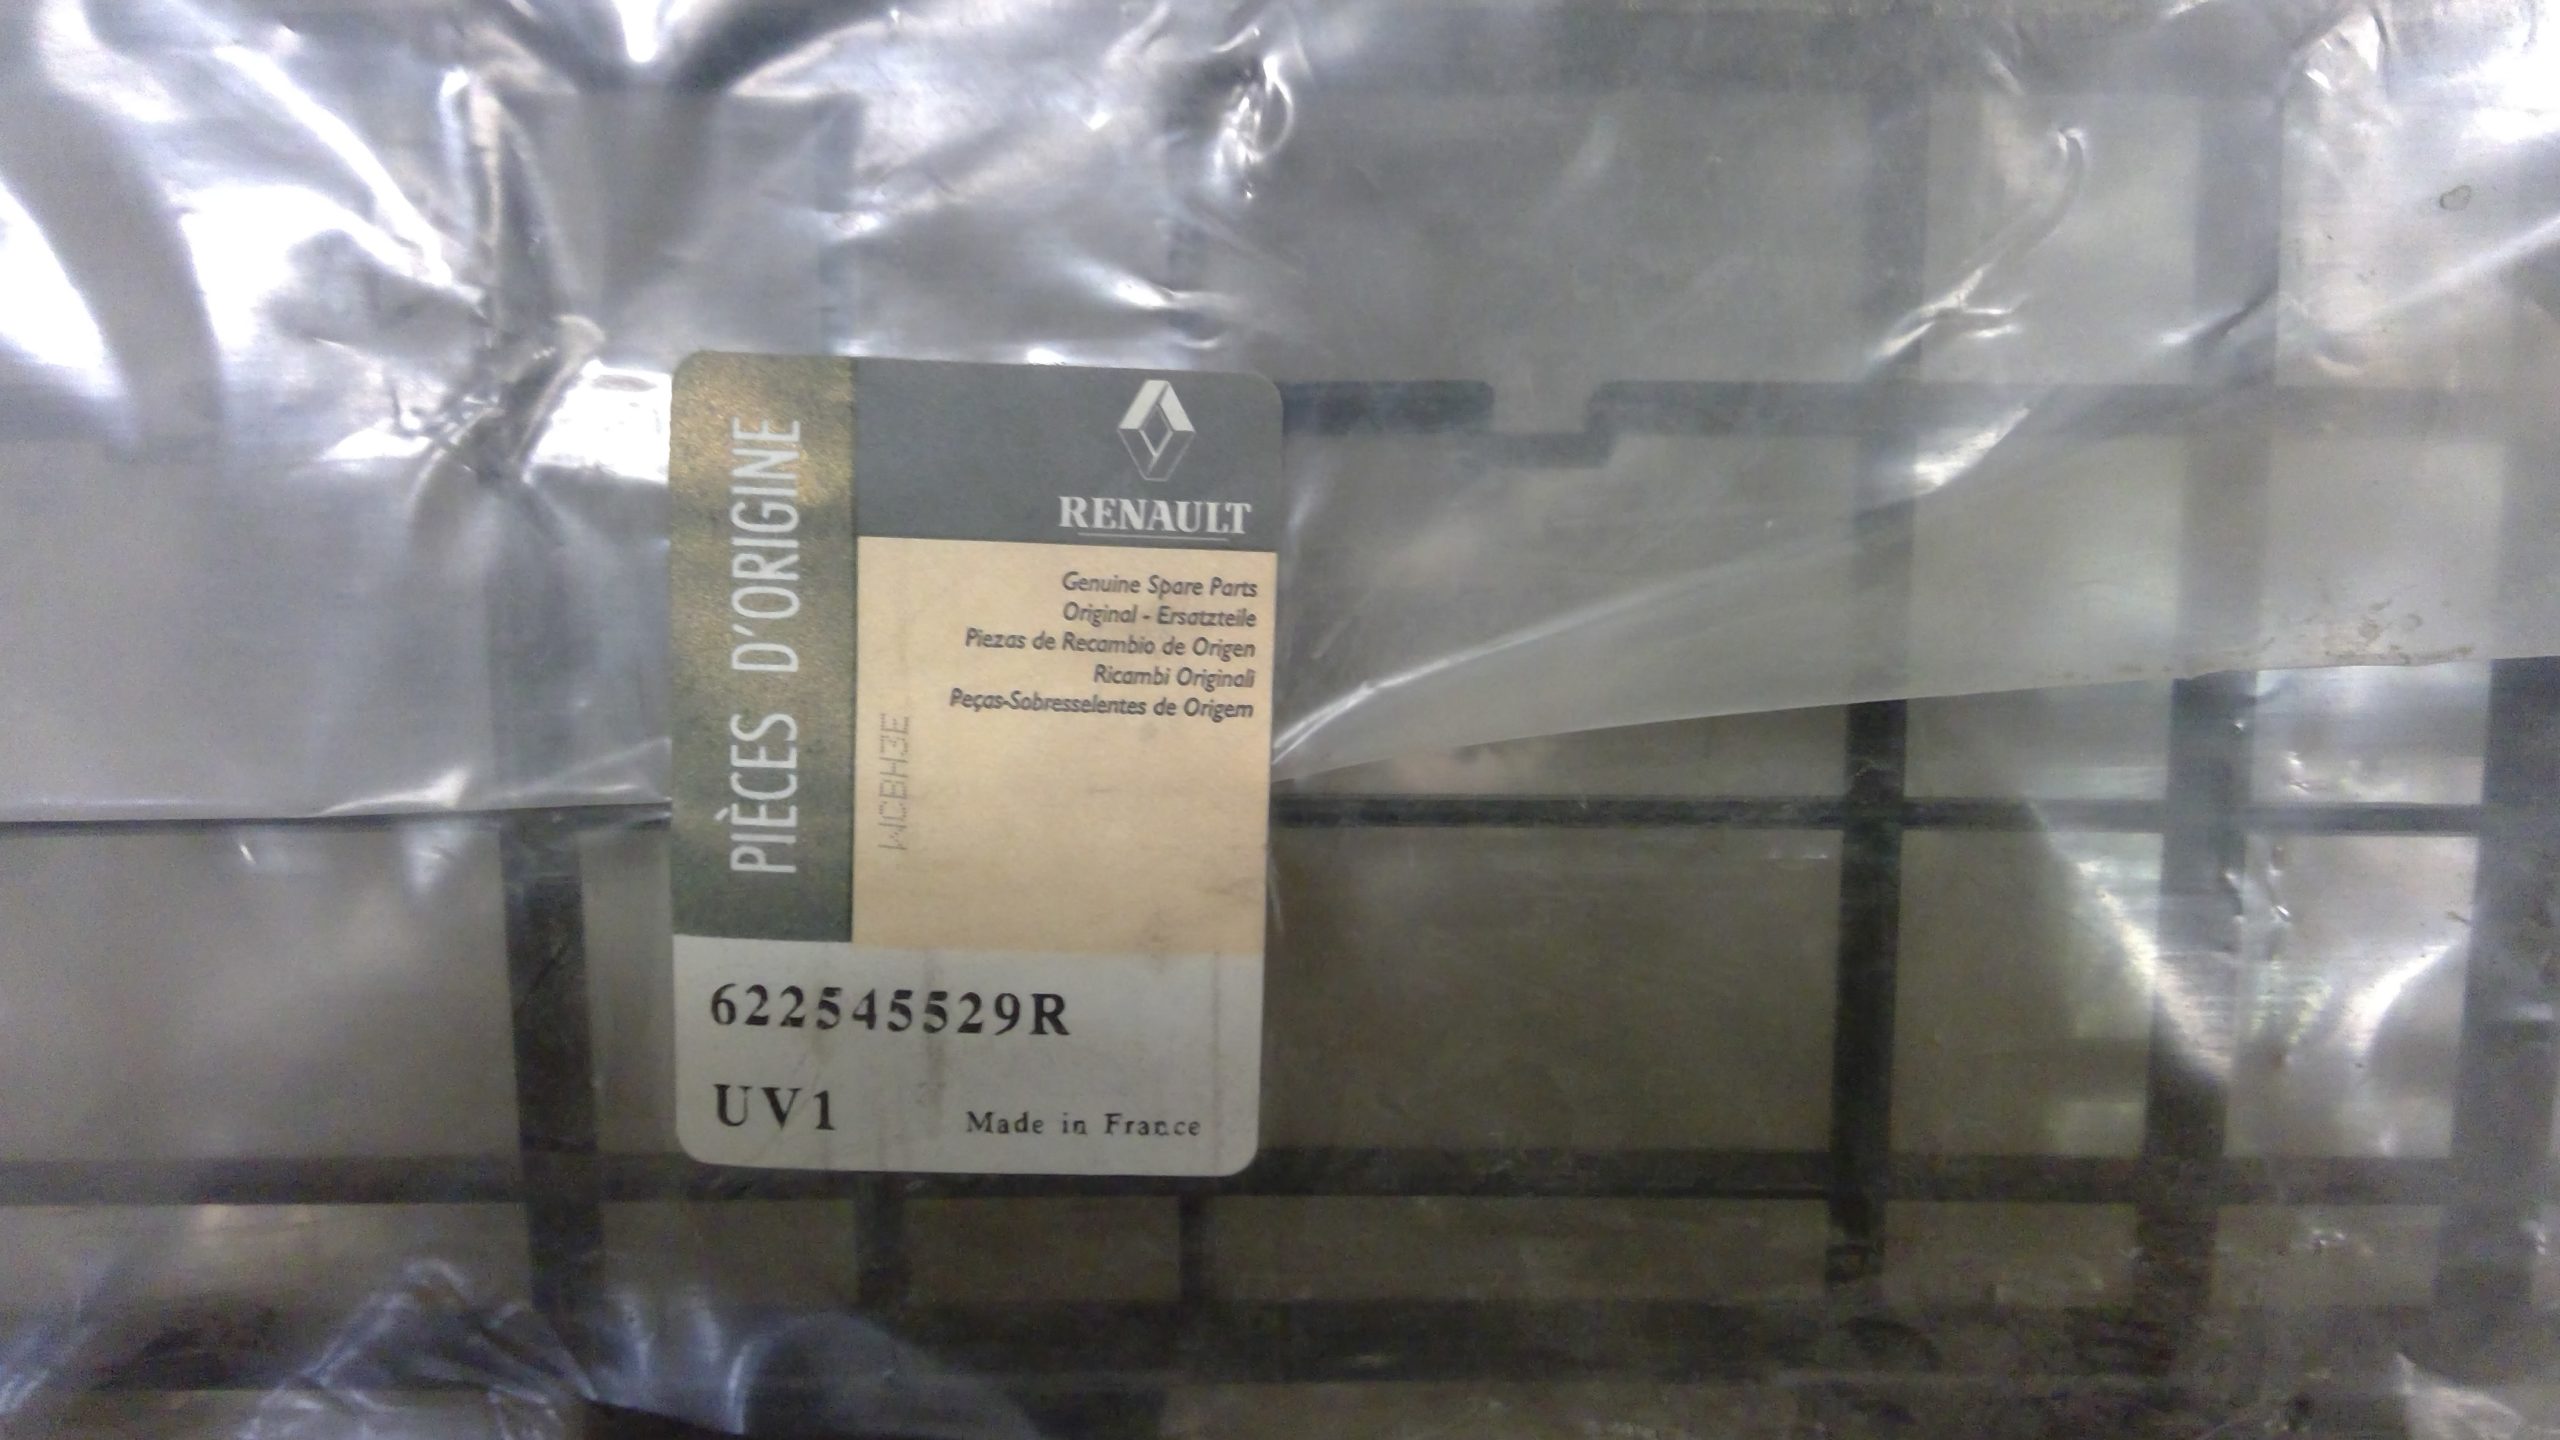 PIÈCES D'ORIGINE
RENAULT
Genuine Spare Parts
Original - Ersatzteile
Piezas de Recambio de Origen
Ricambi Originali
Peças-Sobresselentes de Origem
WCBH3E
622545529R
UV1
Made in France